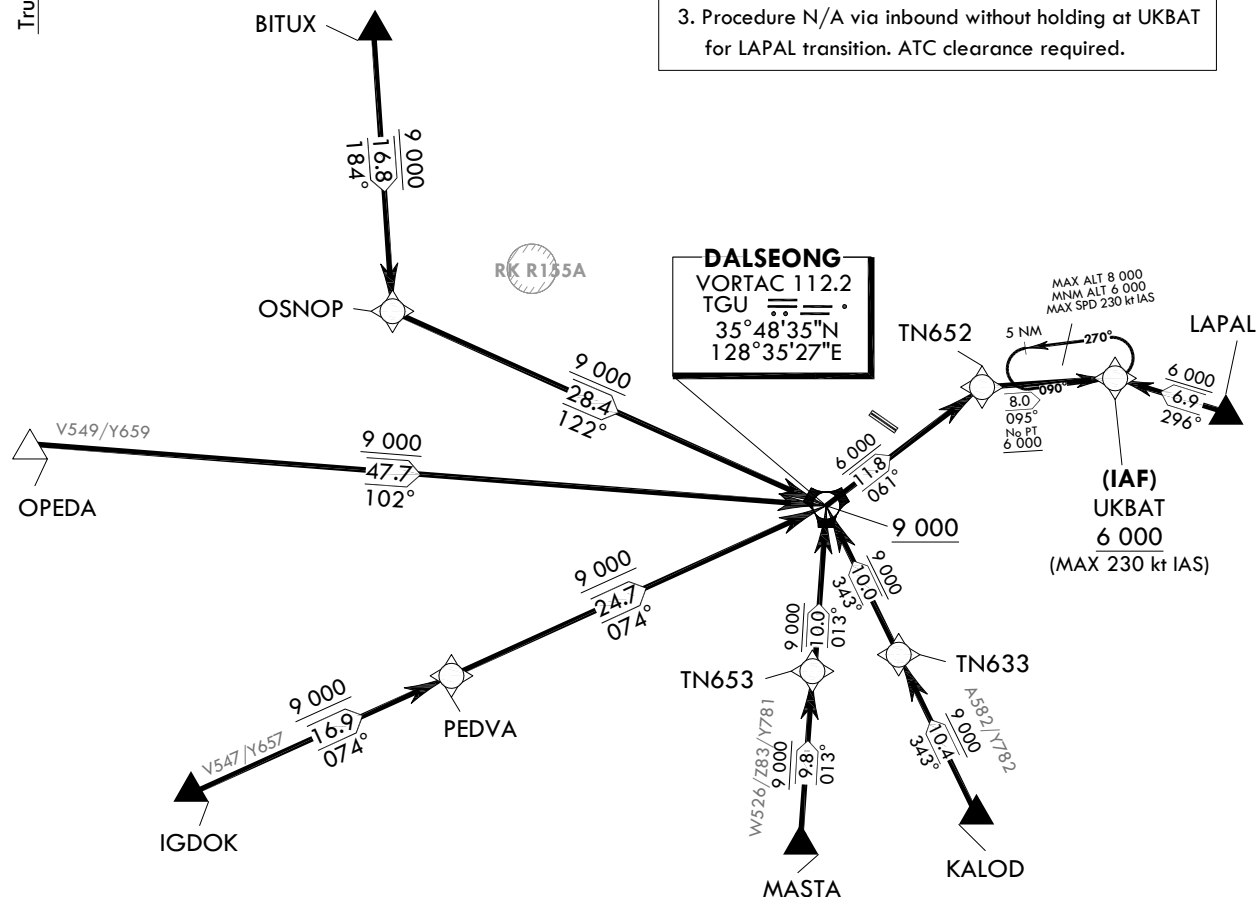 Tru
3. Procedure N/A via inbound without holding at UKBAT
for LAPAL transition. ATC clearance required.
BITUX
9 000
16.8
184°
OSNOP
RK R155A
DALSEONG
VORTAC 112.2
TGU
35°48'35"N
128°35'27"E
MAX ALT 8 000
MNM ALT 6 000
MAX SPD 230 kt IAS
5 NM
270°
090°
TN652
LAPAL
6 000
6.9
296°
8.0
095°
No PT
6 000
9 000
28.4
122°
V549/Y659
OPEDA
9 000
47.7
102°
6 000
11.8
061°
(IAF)
UKBAT
6 000
(MAX 230 kt IAS)
9 000
9 000
24.7
074°
9 000
10.0
013°
9 000
10.0
343°
TN653
TN633
PEDVA
9 000
16.9
074°
V547/Y657
IGDOK
W526/Z83/Y781
9 000
9.8
013°
MASTA
A582/Y782
9 000
10.4
343°
KALOD